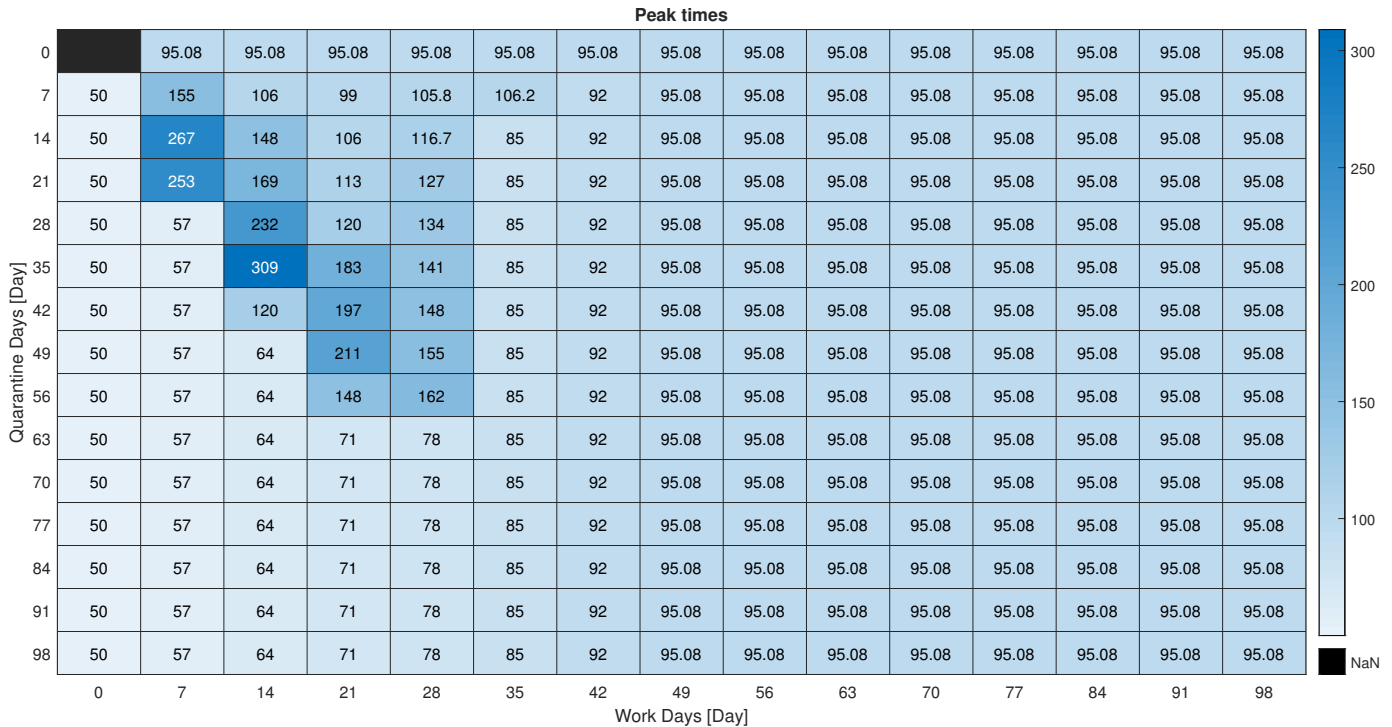 Peak times
0 95.08 95.08 95.08 95.08 95.08 95.08 95.08 95.08 95.08 95.08 95.08 95.08 95.08 95.08
7 50 155 106 99 105.8 106.2 92 95.08 95.08 95.08 95.08 95.08 95.08 95.08 95.08
14 50 267 148 106 116.7 85 92 95.08 95.08 95.08 95.08 95.08 95.08 95.08 95.08
21 50 253 169 113 127 85 92 95.08 95.08 95.08 95.08 95.08 95.08 95.08 95.08
28 50 57 232 120 134 85 92 95.08 95.08 95.08 95.08 95.08 95.08 95.08 95.08
35 50 57 309 183 141 85 92 95.08 95.08 95.08 95.08 95.08 95.08 95.08 95.08
42 50 57 120 197 148 85 92 95.08 95.08 95.08 95.08 95.08 95.08 95.08 95.08
49 50 57 64 211 155 85 92 95.08 95.08 95.08 95.08 95.08 95.08 95.08 95.08
56 50 57 64 148 162 85 92 95.08 95.08 95.08 95.08 95.08 95.08 95.08 95.08
63 50 57 64 71 78 85 92 95.08 95.08 95.08 95.08 95.08 95.08 95.08 95.08
70 50 57 64 71 78 85 92 95.08 95.08 95.08 95.08 95.08 95.08 95.08 95.08
77 50 57 64 71 78 85 92 95.08 95.08 95.08 95.08 95.08 95.08 95.08 95.08
84 50 57 64 71 78 85 92 95.08 95.08 95.08 95.08 95.08 95.08 95.08 95.08
91 50 57 64 71 78 85 92 95.08 95.08 95.08 95.08 95.08 95.08 95.08 95.08
98 50 57 64 71 78 85 92 95.08 95.08 95.08 95.08 95.08 95.08 95.08 95.08
0 7 14 21 28 35 42 49 56 63 70 77 84 91 98
Work Days [Day]
Quarantine Days [Day]
300
250
200
150
100
NaN